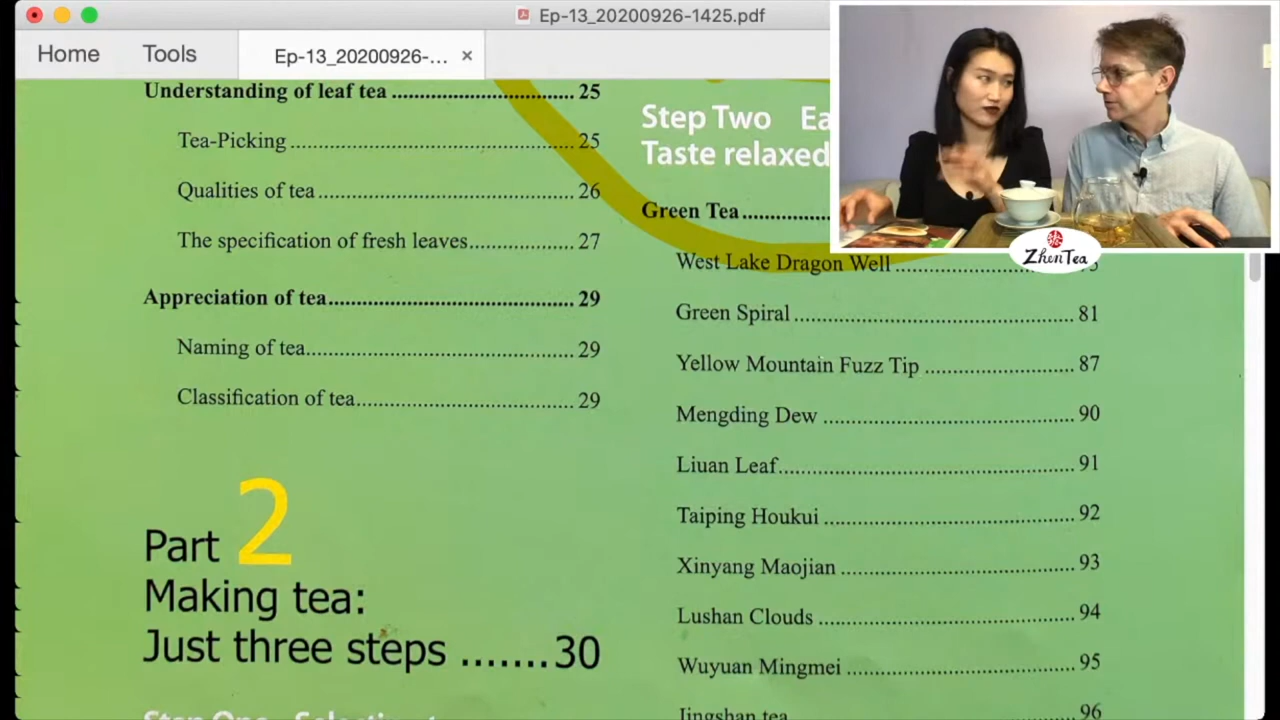 Ep-13_20200926-1425.pdf
Home
Tools
Ep-13_20200926-... ×
Understanding of leaf tea ............ 25
Tea-Picking ............ 25
Qualities of tea ............ 26
The specification of fresh leaves ............ 27
Appreciation of tea ............ 29
Naming of tea ............ 29
Classification of tea ............ 29
Part 2
Making tea:
Just three steps .......30
Step Two Ea
Taste relaxed
Green Tea ............
West Lake Dragon Well ............
Green Spiral ............ 81
Yellow Mountain Fuzz Tip ............ 87
Mengding Dew ............ 90
Liuan Leaf ............ 91
Taiping Houkui ............ 92
Xinyang Maojian ............ 93
Lushan Clouds ............ 94
Wuyuan Mingmei ............ 95
Jingshan tea ............ 96
ZhenTea